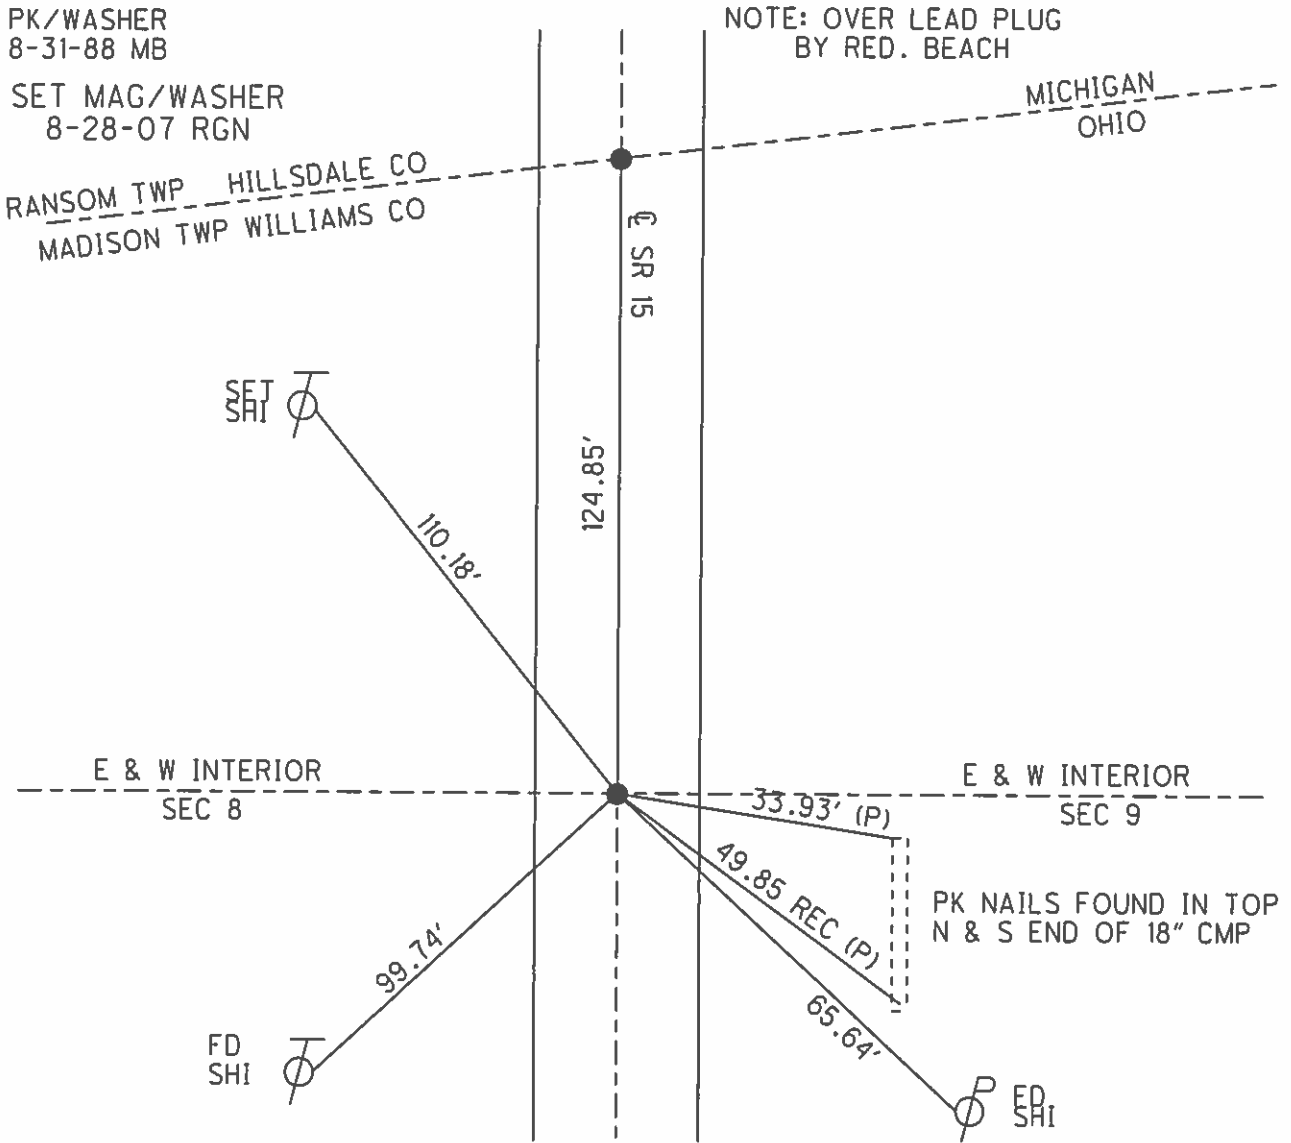 PK/WASHER
8-31-88 MB
NOTE: OVER LEAD PLUG
BY RED. BEACH
SET MAG/WASHER
8-28-07 RGN
MICHIGAN
OHIO
RANSOM TWP HILLSDALE CO
MADISON TWP WILLIAMS CO
℄ SR 15
SET
SHI
124.85'
110.18'
E & W INTERIOR
SEC 8
E & W INTERIOR
SEC 9
33.93' (P)
49.85 REC (P)
PK NAILS FOUND IN TOP
N & S END OF 18" CMP
99.74'
65.64'
FD
SHI
P
FD
SHI